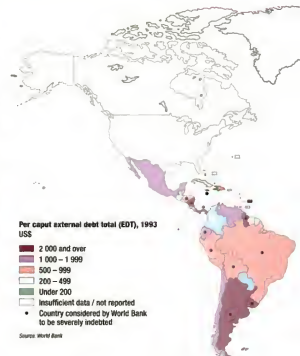 Per caput external debt total (EDT), 1993
US$
2 000 and over
1 000 – 1 999
500 – 999
200 – 499
Under 200
Insufficient data / not reported
• Country considered by World Bank
to be severely indebted
Source: World Bank